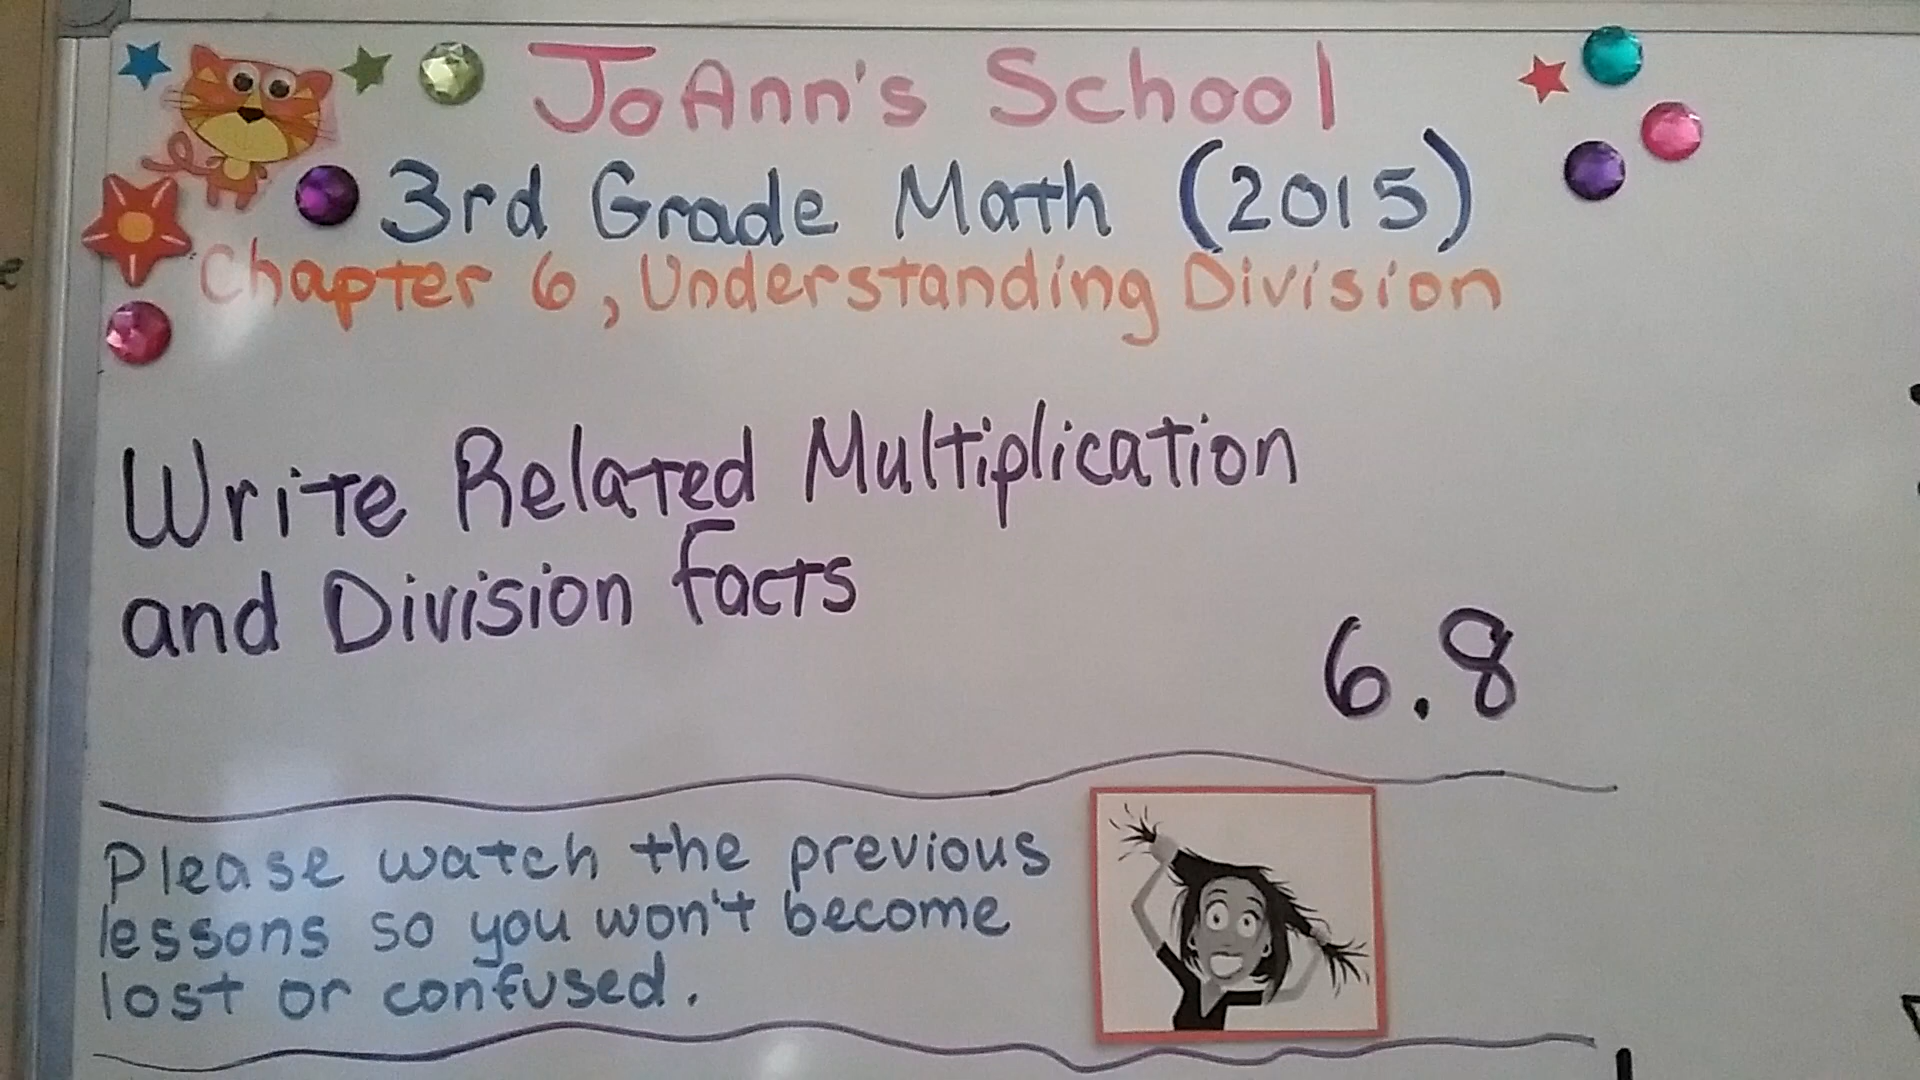 JoAnn's School
3rd Grade Math (2015)
Chapter 6, Understanding Division
Write Related Multiplication
and Division Facts
6.8
Please watch the previous
lessons so you won't become
lost or confused.